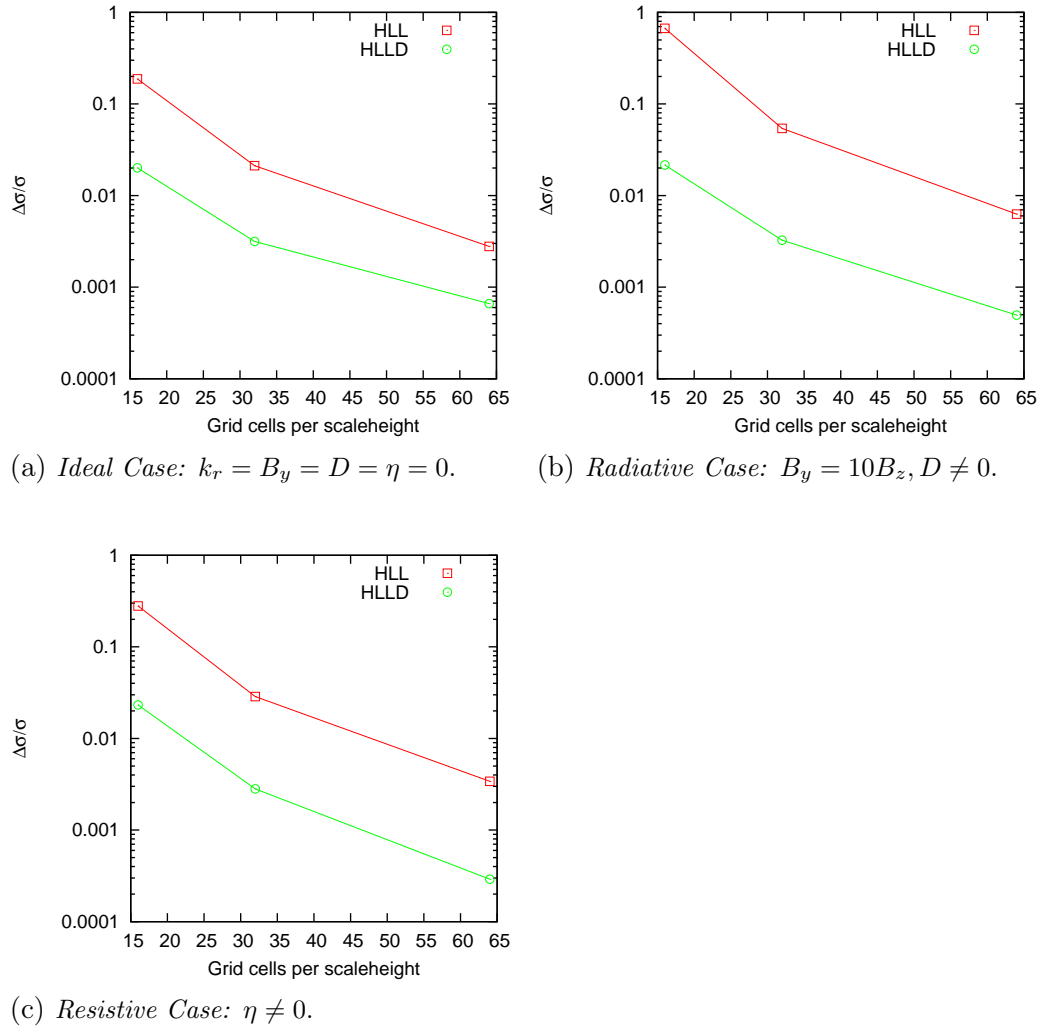 1
0.1
0.01
0.001
0.0001
Δσ/σ
HLL
HLLD
15 20 25 30 35 40 45 50 55 60 65
Grid cells per scaleheight
(a) Ideal Case: k_r = B_y = D = η = 0.
1
0.1
0.01
0.001
0.0001
Δσ/σ
HLL
HLLD
15 20 25 30 35 40 45 50 55 60 65
Grid cells per scaleheight
(b) Radiative Case: B_y = 10B_z, D ≠ 0.
1
0.1
0.01
0.001
0.0001
Δσ/σ
HLL
HLLD
15 20 25 30 35 40 45 50 55 60 65
Grid cells per scaleheight
(c) Resistive Case: η ≠ 0.